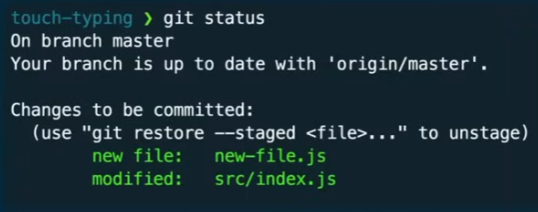 touch-typing ❯ git status
On branch master
Your branch is up to date with 'origin/master'.
Changes to be committed:
(use "git restore --staged <file>..." to unstage)
new file: new-file.js
modified: src/index.js